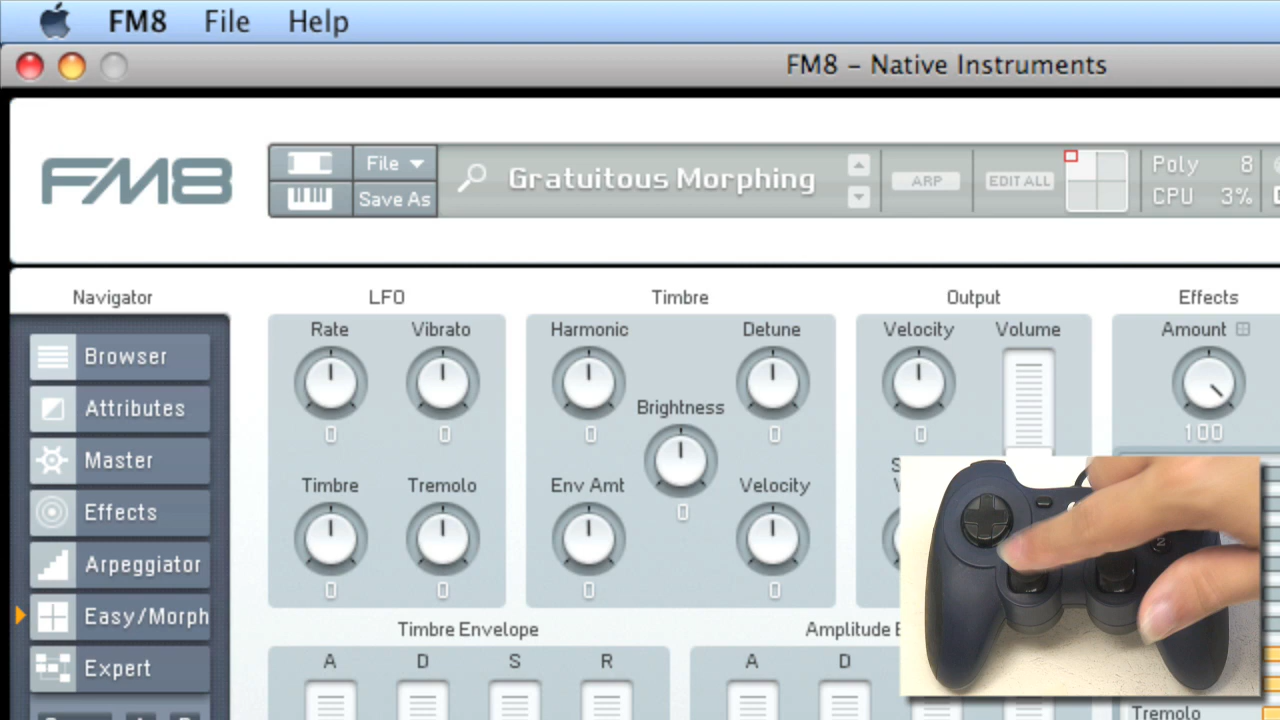 FM8 File Help
FM8 – Native Instruments
FM8
File
Save As
Gratuitous Morphing
ARP
EDIT ALL
Poly 8
CPU 3%
Navigator
Browser
Attributes
Master
Effects
Arpeggiator
Easy/Morph
Expert
LFO
Rate Vibrato
0 0
Timbre Tremolo
0 0
Timbre
Harmonic Detune
0 0
Brightness
0
Env Amt Velocity
0 0
Output
Velocity Volume
0
Effects
Amount
100
Timbre Envelope
A D S R
Amplitude E
A D
Tremolo